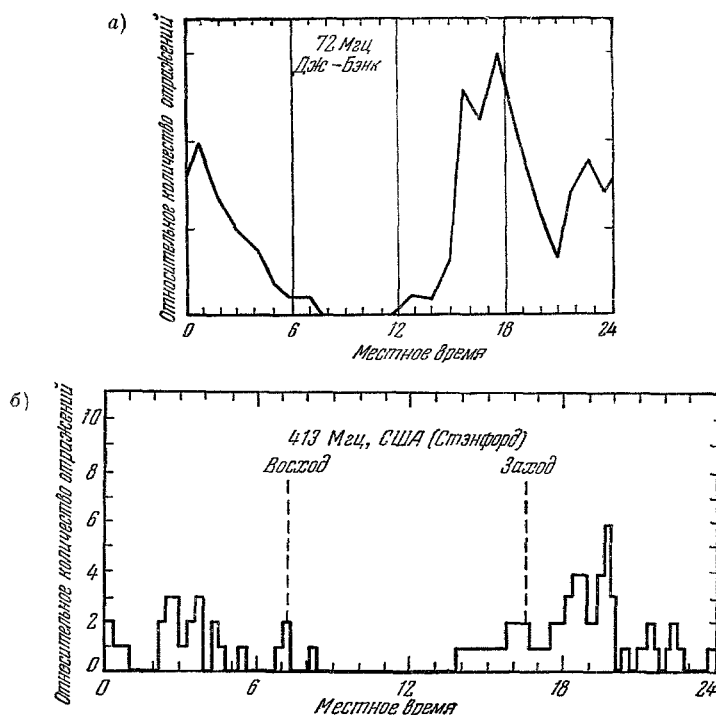 а)
72 Мгц
Дж-Бэнк
Относительное количество отражений
0 6 12 18 24
Местное время
б)
413 Мгц, США (Стэнфорд)
Восход Заход
Относительное количество отражений
10
8
6
4
2
0
0 6 12 18 24
Местное время